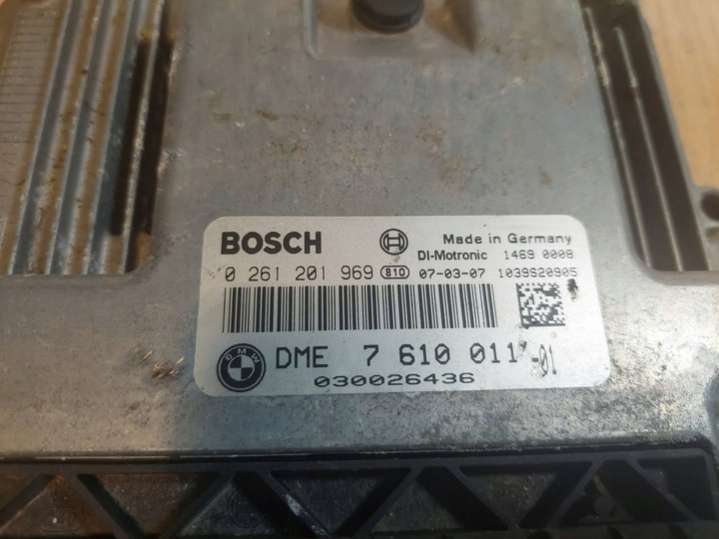 BOSCH
Made in Germany
DI-Motronic 1469 0008
0 261 201 969 810 07-03-07 1039S20905
BMW
DME 7 610 011 -01
030026436